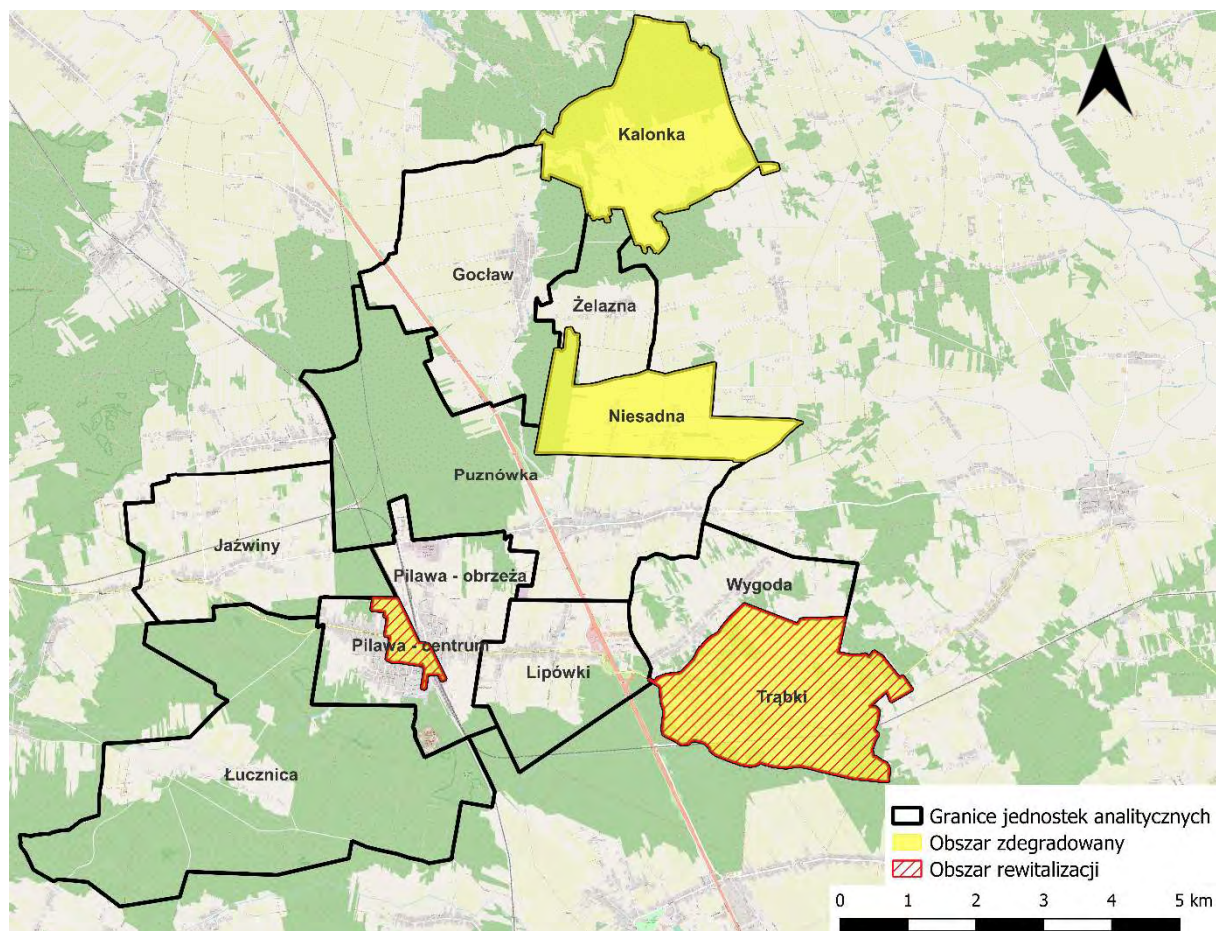 Kalonka
Gocław
Żelazna
Niesadna
Puznówka
Jaźwiny
Pilawa - obrzeża
Wygoda
Pilawa - centrum
Lipówki
Trąbki
Łucznica
Granice jednostek analitycznych
Obszar zdegradowany
Obszar rewitalizacji
0 1 2 3 4 5 km